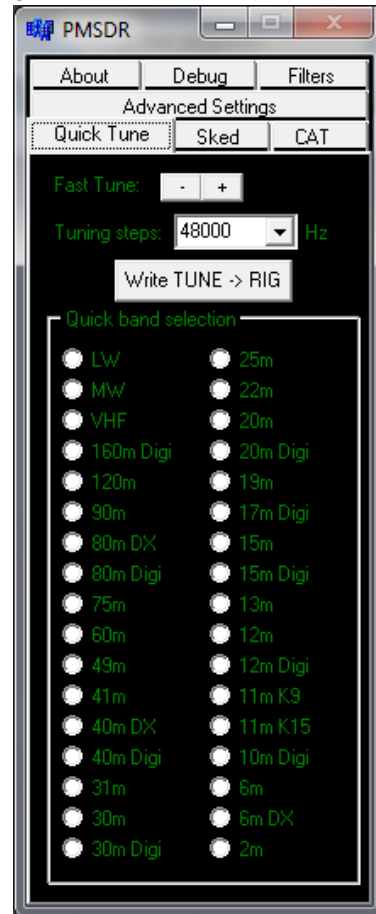 PMSDR
About Debug Filters
Advanced Settings
Quick Tune Sked CAT
Fast Tune: - +
Tuning steps: 48000 Hz
Write TUNE -> RIG
Quick band selection
LW 25m
MW 22m
VHF 20m
160m Digi 20m Digi
120m 19m
90m 17m Digi
80m DX 15m
80m Digi 15m Digi
75m 13m
60m 12m
49m 12m Digi
41m 11m K9
40m DX 11m K15
40m Digi 10m Digi
31m 6m
30m 6m DX
30m Digi 2m